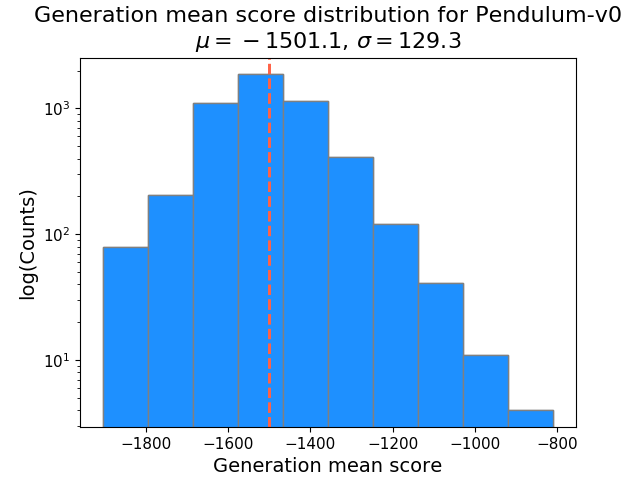 Generation mean score distribution for Pendulum-v0
μ = −1501.1, σ = 129.3
log(Counts)
10³
10²
10¹
−1800 −1600 −1400 −1200 −1000 −800
Generation mean score